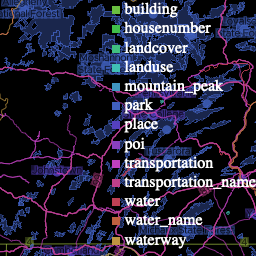 building
housenumber
landcover
landuse
mountain_peak
park
place
poi
transportation
transportation_name
water
water_name
waterway